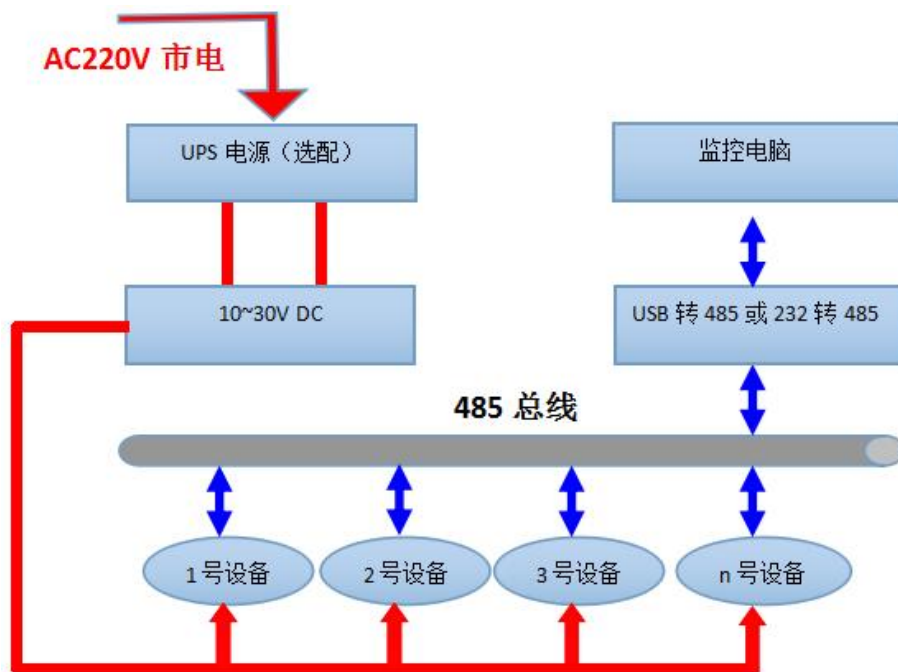 AC220V 市电
UPS 电源（选配）
监控电脑
10~30V DC
USB 转 485 或 232 转 485
485 总线
1 号设备
2 号设备
3 号设备
n 号设备